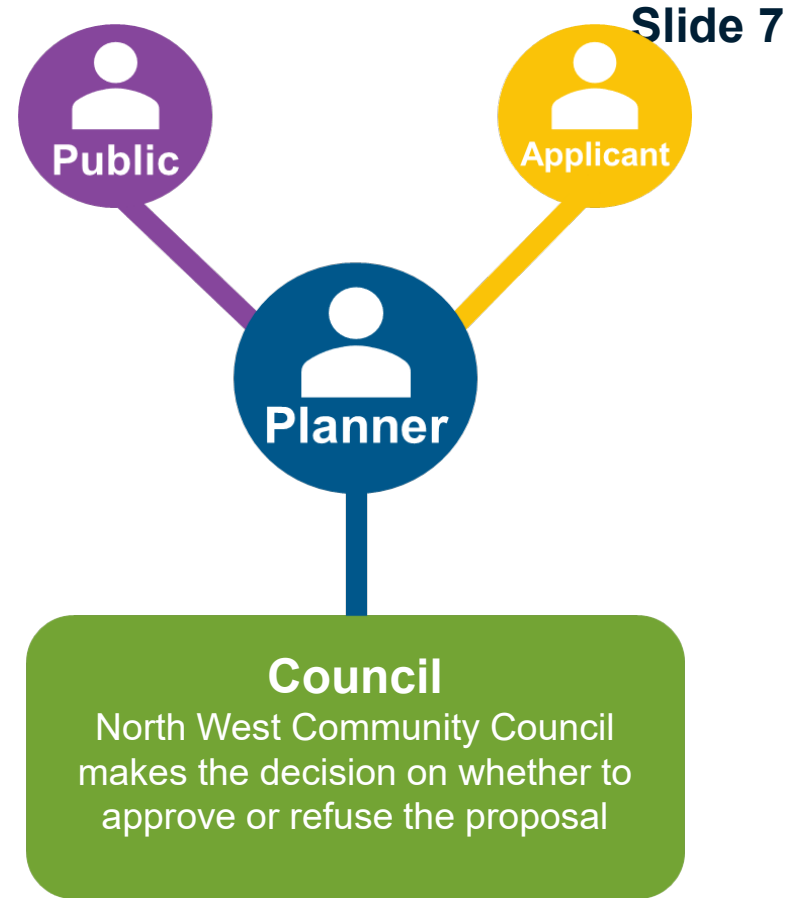 Slide 7
Public
Applicant
Planner
Council
North West Community Council
makes the decision on whether to
approve or refuse the proposal